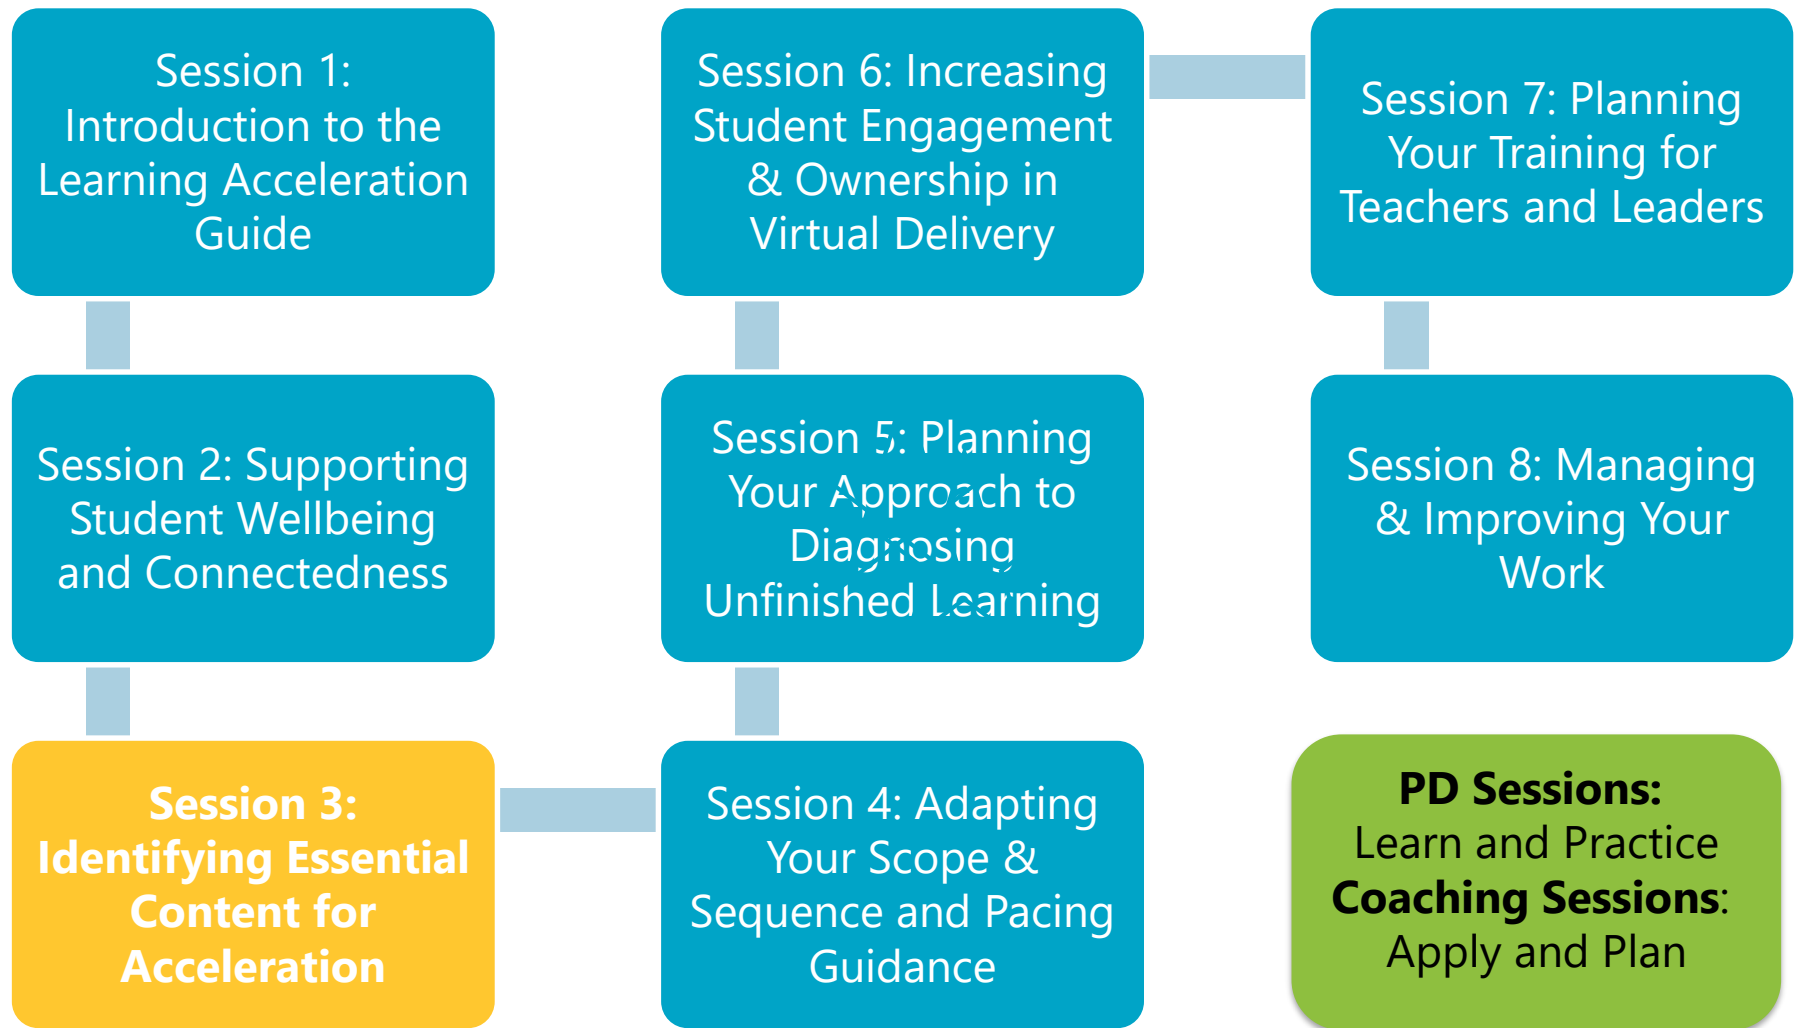 Session 1:
Introduction to the
Learning Acceleration
Guide
Session 2: Supporting
Student Wellbeing
and Connectedness
Session 3:
Identifying Essential
Content for
Acceleration
Session 4: Adapting
Your Scope &
Sequence and Pacing
Guidance
Session 5: Planning
Your Approach to
Diagnosing
Unfinished Learning
Session 6: Increasing
Student Engagement
& Ownership in
Virtual Delivery
Session 7: Planning
Your Training for
Teachers and Leaders
Session 8: Managing
& Improving Your
Work
PD Sessions:
Learn and Practice
Coaching Sessions:
Apply and Plan